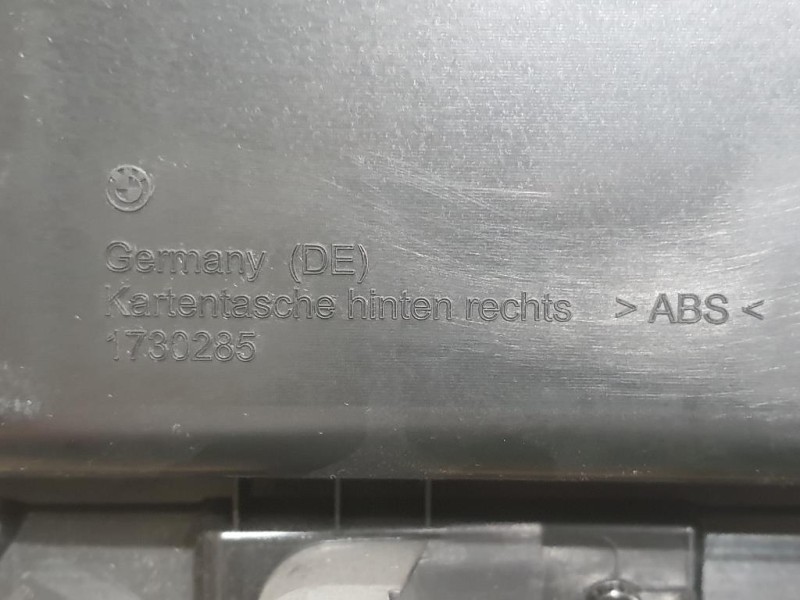 Germany (DE)
Kartentasche hinten rechts > ABS <
1730285